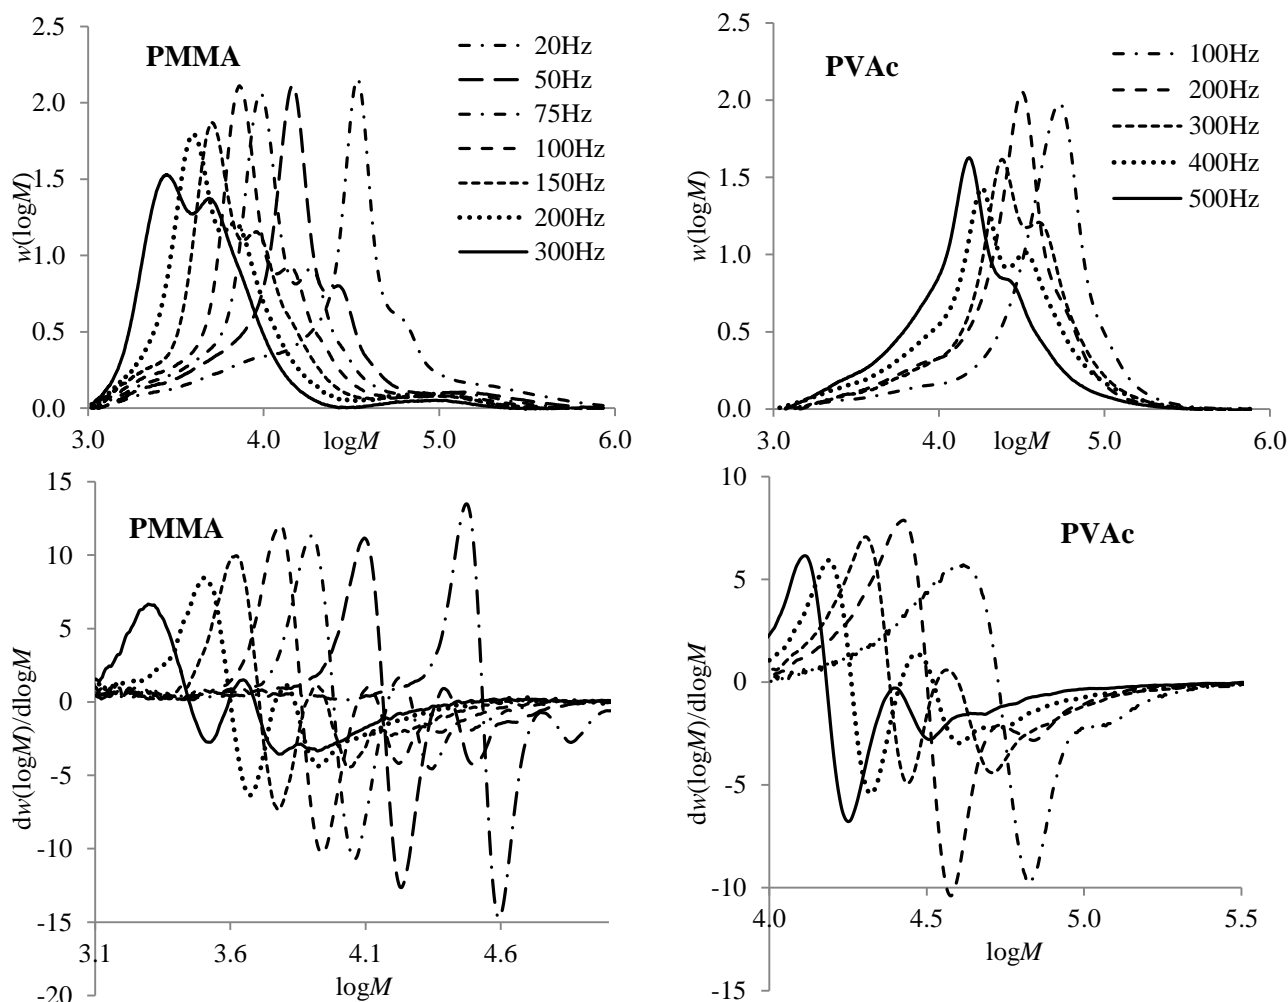 PMMA
2.5
2.0
1.5
1.0
0.5
0.0
w(logM)
3.0 4.0 5.0 6.0
logM
20Hz
50Hz
75Hz
100Hz
150Hz
200Hz
300Hz
PVAc
2.5
2.0
1.5
1.0
0.5
0.0
w(logM)
3.0 4.0 5.0 6.0
logM
100Hz
200Hz
300Hz
400Hz
500Hz
PMMA
15
10
5
0
-5
-10
-15
-20
dw(logM)/dlogM
3.1 3.6 4.1 4.6
logM
PVAc
10
5
0
-5
-10
-15
dw(logM)/dlogM
4.0 4.5 5.0 5.5
logM